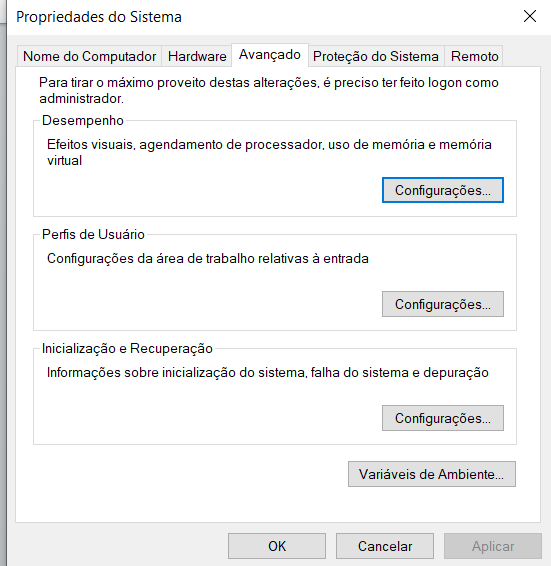 Propriedades do Sistema
Nome do Computador Hardware Avançado Proteção do Sistema Remoto
Para tirar o máximo proveito destas alterações, é preciso ter feito logon como
administrador.
Desempenho
Efeitos visuais, agendamento de processador, uso de memória e memória
virtual
Configurações...
Perfis de Usuário
Configurações da área de trabalho relativas à entrada
Configurações...
Inicialização e Recuperação
Informações sobre inicialização do sistema, falha do sistema e depuração
Configurações...
Variáveis de Ambiente...
OK Cancelar Aplicar